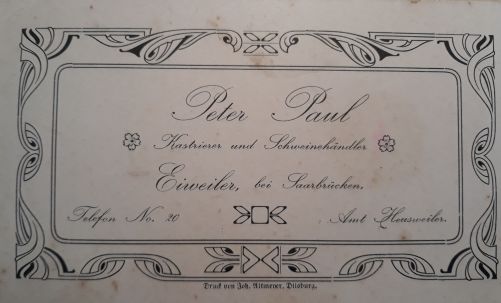 Peter Paul
Kastrierer und Schweinehändler
Eiweiler, bei Saarbrücken,
Telefon No. 20 Amt Heusweiler.
Druck von Joh. Altmeyer, Dilsburg.